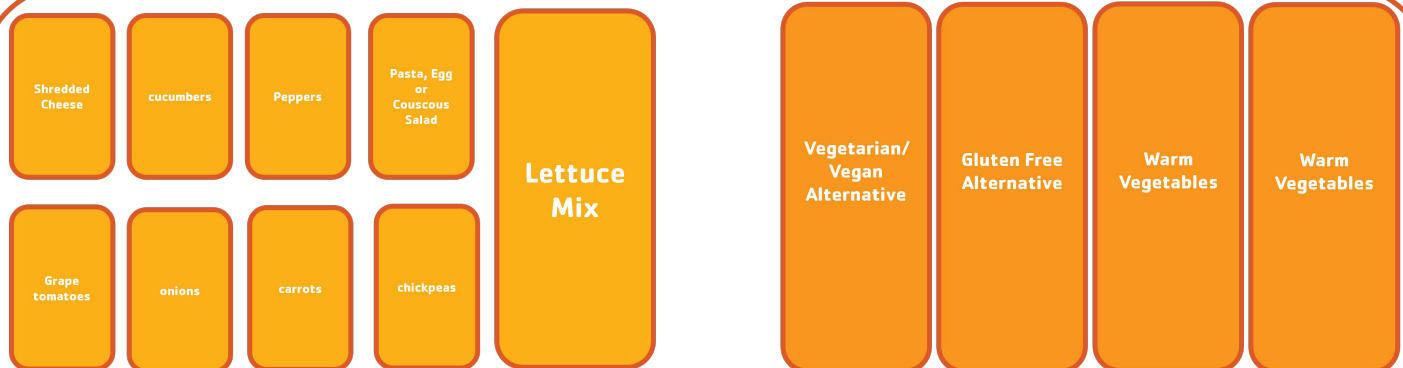 Shredded
Cheese
cucumbers
Peppers
Pasta, Egg
or
Couscous
Salad
Lettuce
Mix
Grape
tomatoes
onions
carrots
chickpeas
Vegetarian/
Vegan
Alternative
Gluten Free
Alternative
Warm
Vegetables
Warm
Vegetables